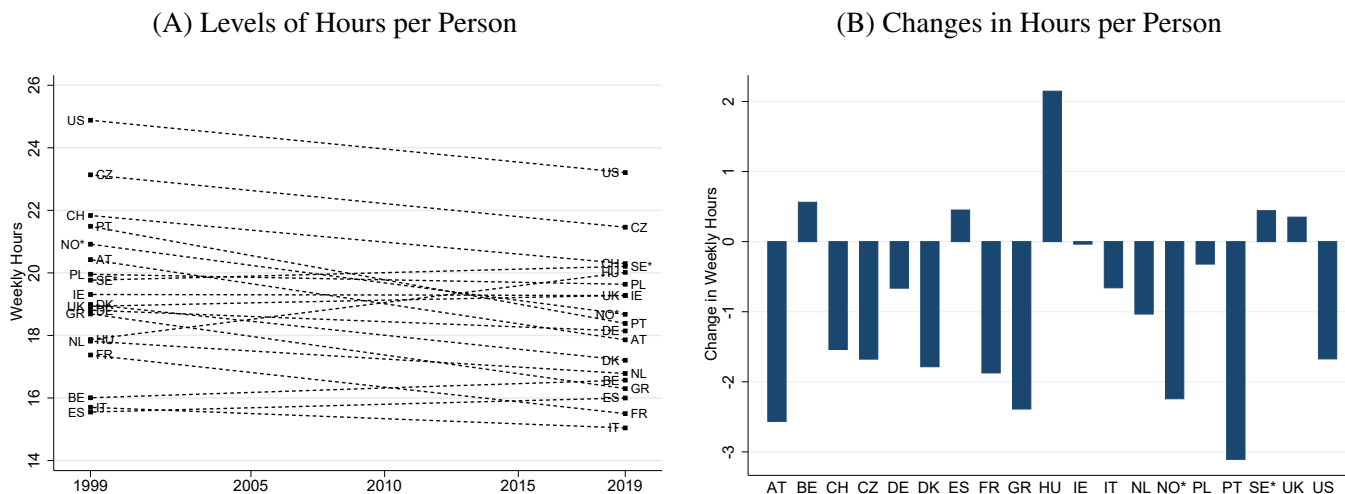 (A) Levels of Hours per Person
Weekly Hours
26
24
22
20
18
16
14
US
CZ
CH
PT
NO*
AT
PL
SE*
IE
DK
UK
DE
GR
HU
NL
FR
BE
IT
ES
US
CZ
CH
SE*
HU
PL
UK
IE
NO*
PT
DE
AT
DK
NL
BE
GR
ES
FR
IT
1999 2005 2010 2015 2019
(B) Changes in Hours per Person
Change in Weekly Hours
2
1
0
-1
-2
-3
AT BE CH CZ DE DK ES FR GR HU IE IT NL NO* PL PT SE* UK US